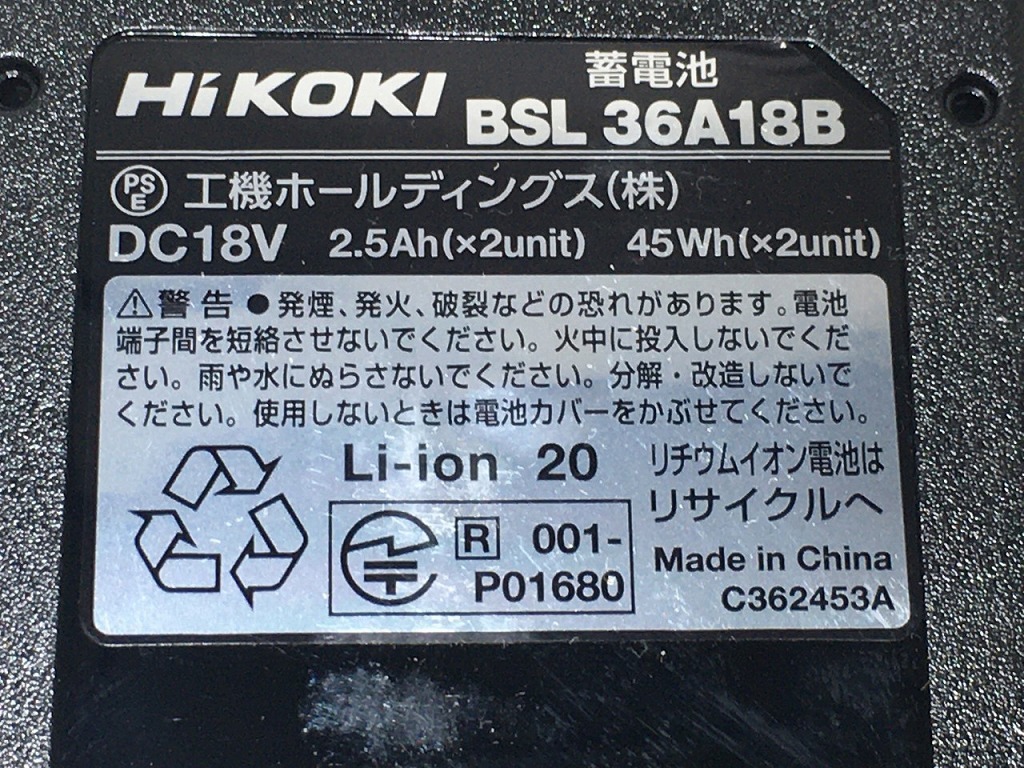 HiKOKI
蓄電池
BSL 36A18B
PS E 工機ホールディングス(株)
DC18V 2.5Ah(×2unit) 45Wh(×2unit)
⚠警告 ●発煙、発火、破裂などの恐れがあります。電池
端子間を短絡させないでください。火中に投入しないでくだ
さい。雨や水にぬらさないでください。分解・改造しないで
ください。使用しないときは電池カバーをかぶせてください。
Li-ion 20
リチウムイオン電池は
リサイクルへ
R 001-
P01680
Made in China
C362453A